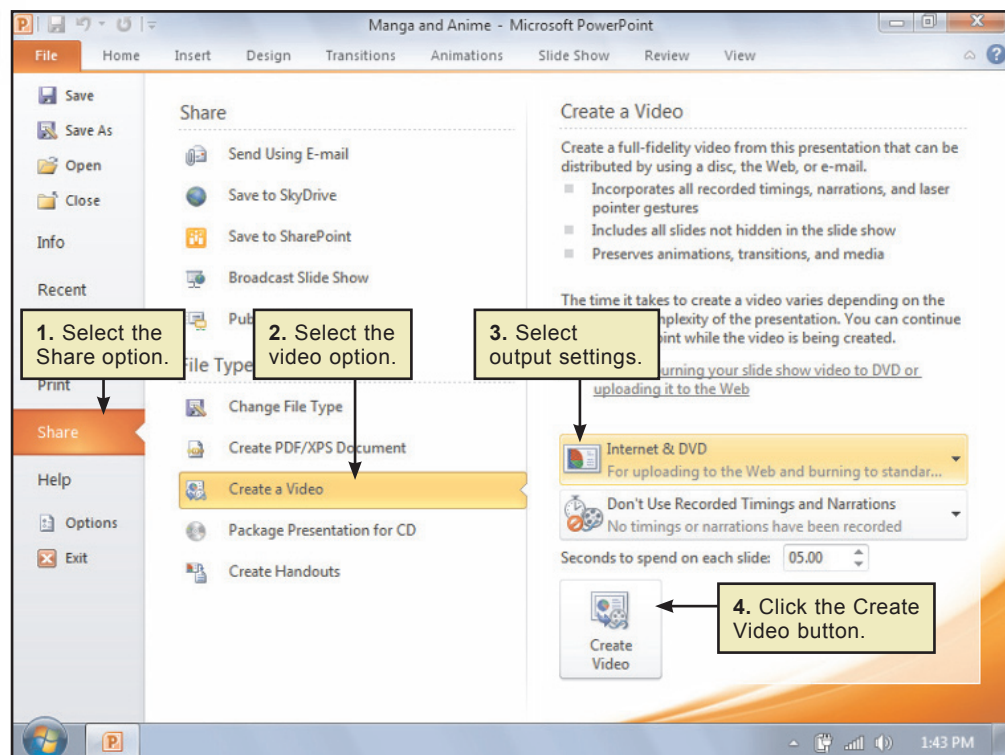 Manga and Anime - Microsoft PowerPoint
File Home Insert Design Transitions Animations Slide Show Review View
Save
Save As
Open
Close
Info
Recent
Print
Share
Help
Options
Exit
Share
Send Using E-mail
Save to SkyDrive
Save to SharePoint
Broadcast Slide Show
Pub
File Type
Change File Type
Create PDF/XPS Document
Create a Video
Package Presentation for CD
Create Handouts
Create a Video
Create a full-fidelity video from this presentation that can be
distributed by using a disc, the Web, or e-mail.
Incorporates all recorded timings, narrations, and laser
pointer gestures
Includes all slides not hidden in the slide show
Preserves animations, transitions, and media
The time it takes to create a video varies depending on the
mplexity of the presentation. You can continue
int while the video is being created.
urning your slide show video to DVD or
uploading it to the Web
Internet & DVD
For uploading to the Web and burning to standar...
Don't Use Recorded Timings and Narrations
No timings or narrations have been recorded
Seconds to spend on each slide: 05.00
Create
Video
1. Select the
Share option.
2. Select the
video option.
3. Select
output settings.
4. Click the Create
Video button.
1:43 PM